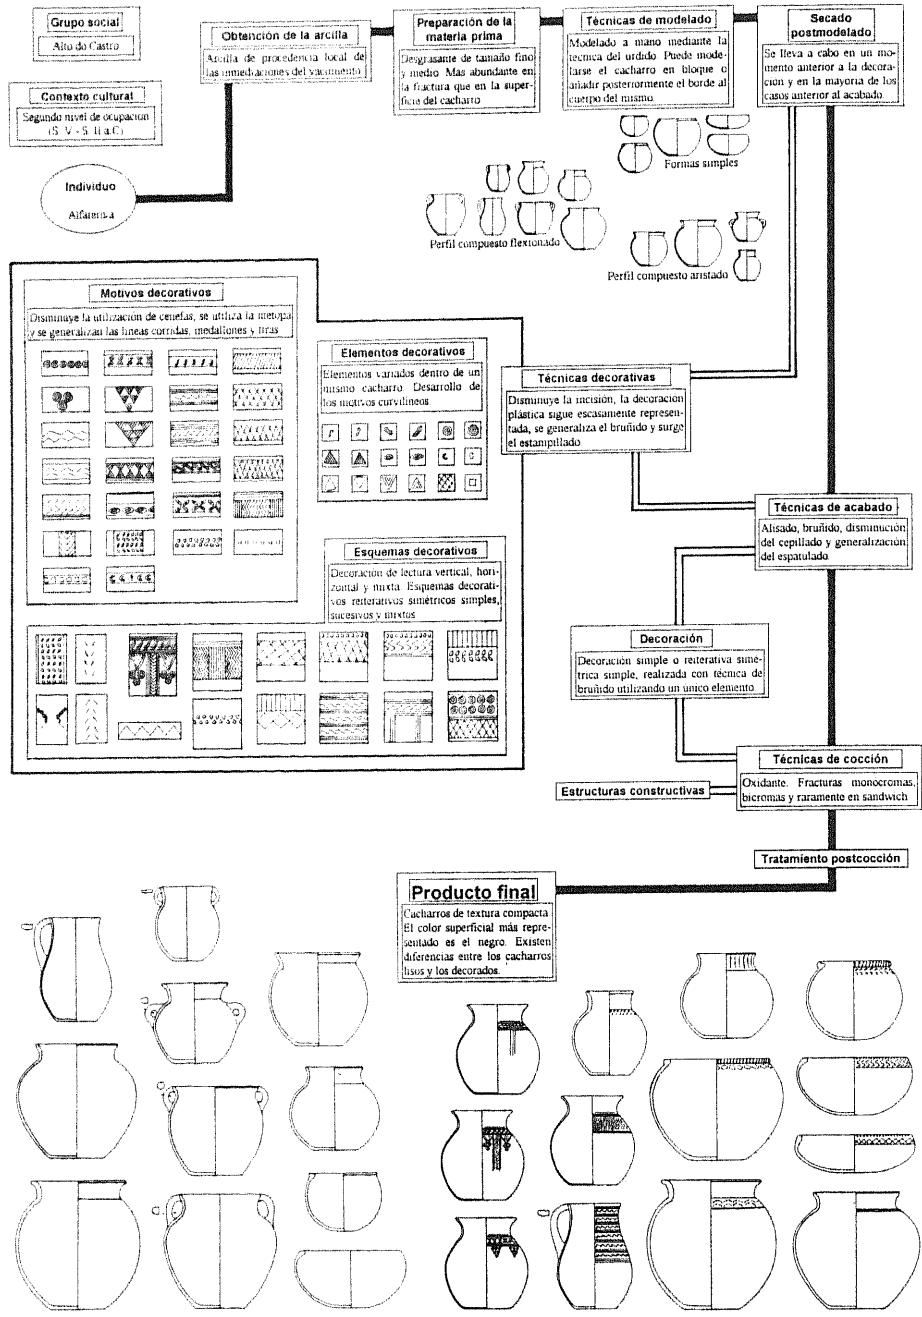 Grupo social
Alto do Castro
Contexto cultural
Segundo nivel de ocupación
(S. V - S. II a.C)
Individuo
Alfarero/a
Obtención de la arcilla
Arcilla de procedencia local de
las inmediaciones del yacimiento
Preparación de la
materia prima
Desgrasante de tamaño fino
y medio. Mas abundante en
la fractura que en la super-
ficie del cacharro
Técnicas de modelado
Modelado a mano mediante la
técnica del urdido. Puede mode-
larse el cacharro en bloque o
añadir posteriormente el borde al
cuerpo del mismo.
Secado
postmodelado
Se lleva a cabo en un mo-
mento anterior a la decora-
ción y en la mayoría de los
casos anterior al acabado.
Formas simples
Perfil compuesto flexionado
Perfil compuesto aristado
Motivos decorativos
Disminuye la utilización de cenefas, se utiliza la metopa
y se generalizan las líneas corridas, medallones y tiras
Elementos decorativos
Elementos variados dentro de un
mismo cacharro. Desarrollo de
los motivos curvilíneos.
Técnicas decorativas
Disminuye la incisión, la decoración
plástica sigue escasamente represen-
tada, se generaliza el bruñido y surge
el estampillado.
Técnicas de acabado
Alisado, bruñido, disminución
del cepillado y generalización
del espatulado.
Esquemas decorativos
Decoración de lectura vertical, hori-
zontal y mixta. Esquemas decorati-
vos reiterativos simétricos simples,
sucesivos y mixtos
Decoración
Decoración simple o reiterativa simé-
trica simple, realizada con técnica de
bruñido utilizando un único elemento.
Técnicas de cocción
Oxidante. Fracturas monocromas,
bicromas y raramente en sandwich
Estructuras constructivas
Tratamiento postcocción
Producto final
Cacharros de textura compacta
El color superficial más repre-
sentado es el negro. Existen
diferencias entre los cacharros
lisos y los decorados.